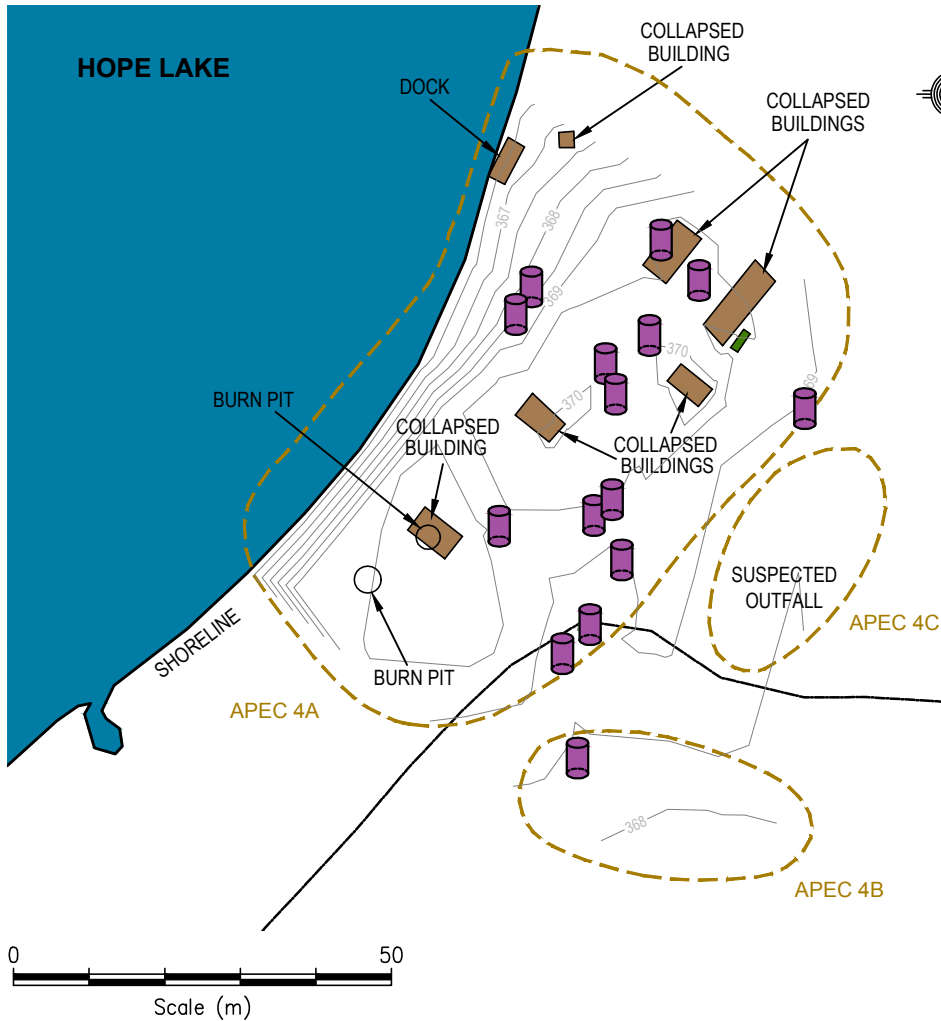 COLLAPSED
BUILDING
HOPE LAKE
DOCK
COLLAPSED
BUILDINGS
367
368
369
370
69
BURN PIT
COLLAPSED
BUILDING
370
COLLAPSED
BUILDINGS
SUSPECTED
OUTFALL
SHORELINE
APEC 4C
BURN PIT
APEC 4A
368
APEC 4B
0
50
Scale (m)